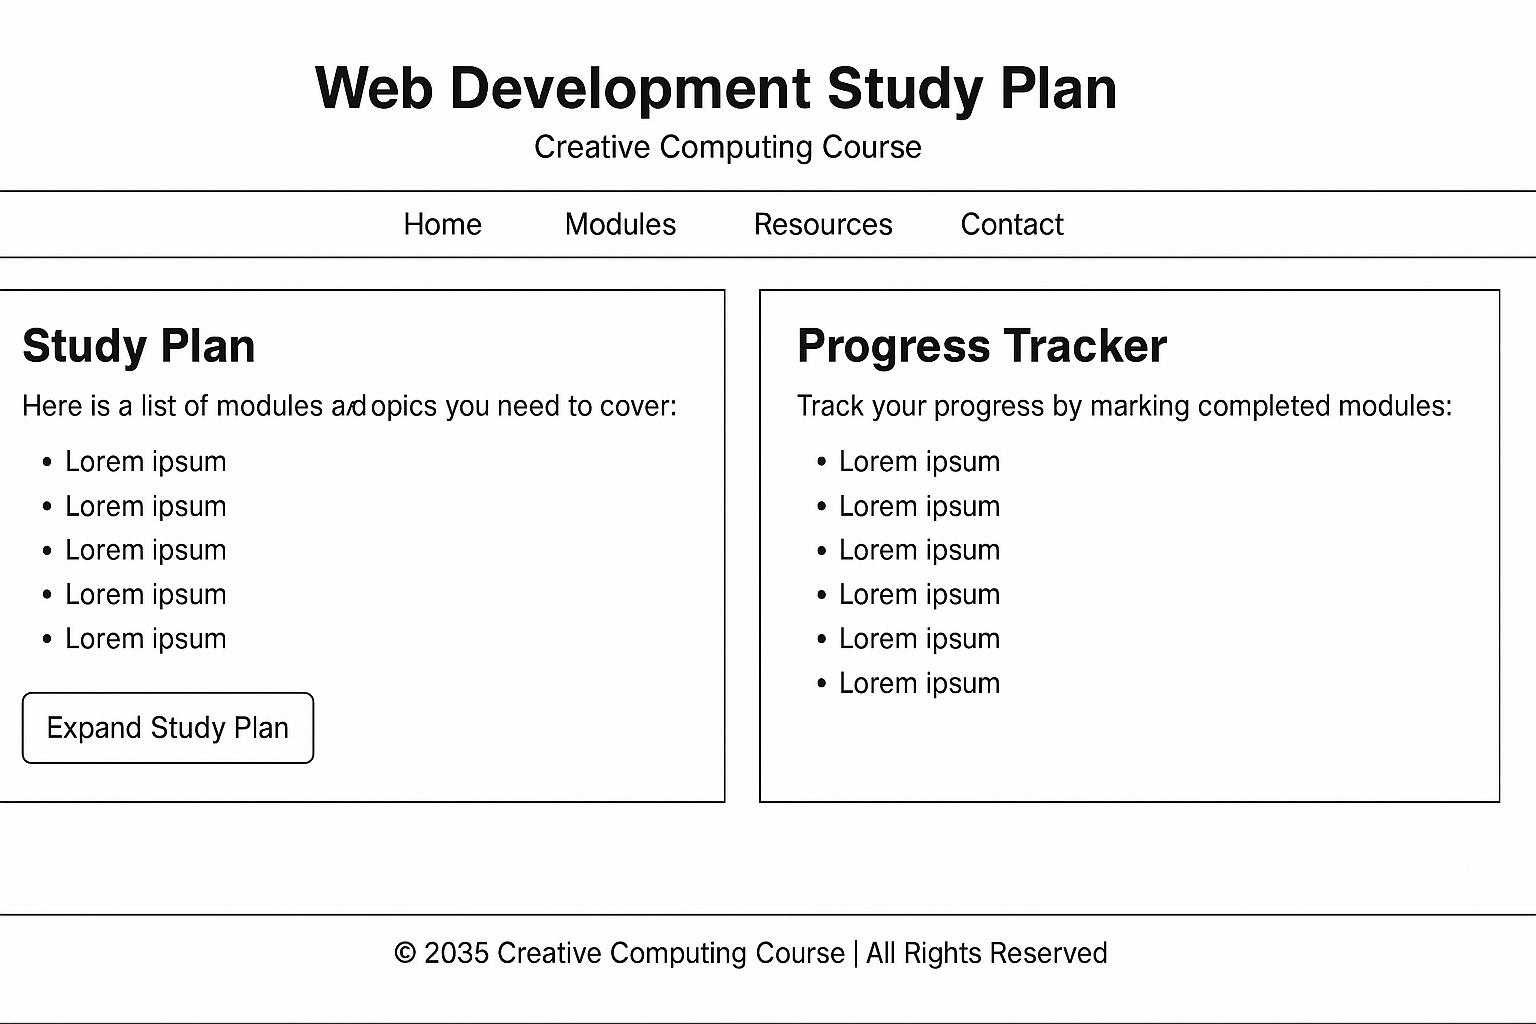 Web Development Study Plan
Creative Computing Course
Home Modules Resources Contact
Study Plan
Here is a list of modules you need to cover:
• Lorem ipsum
• Lorem ipsum
• Lorem ipsum
• Lorem ipsum
• Lorem ipsum
Expand Study Plan
Progress Tracker
Track your progress by marking completed modules:
• Lorem ipsum
• Lorem ipsum
• Lorem ipsum
• Lorem ipsum
• Lorem ipsum
• Lorem ipsum
© 2035 Creative Computing Course | All Rights Reserved